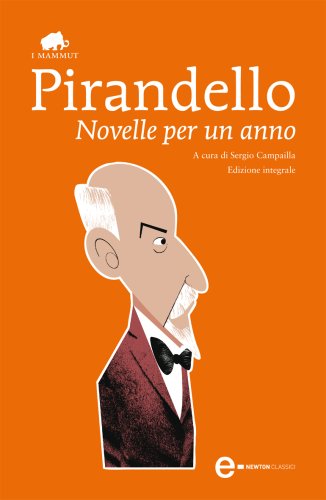 I MAMMUT
Pirandello
Novelle per un anno
A cura di Sergio Campailla
Edizione integrale
e NEWTON CLASSICI